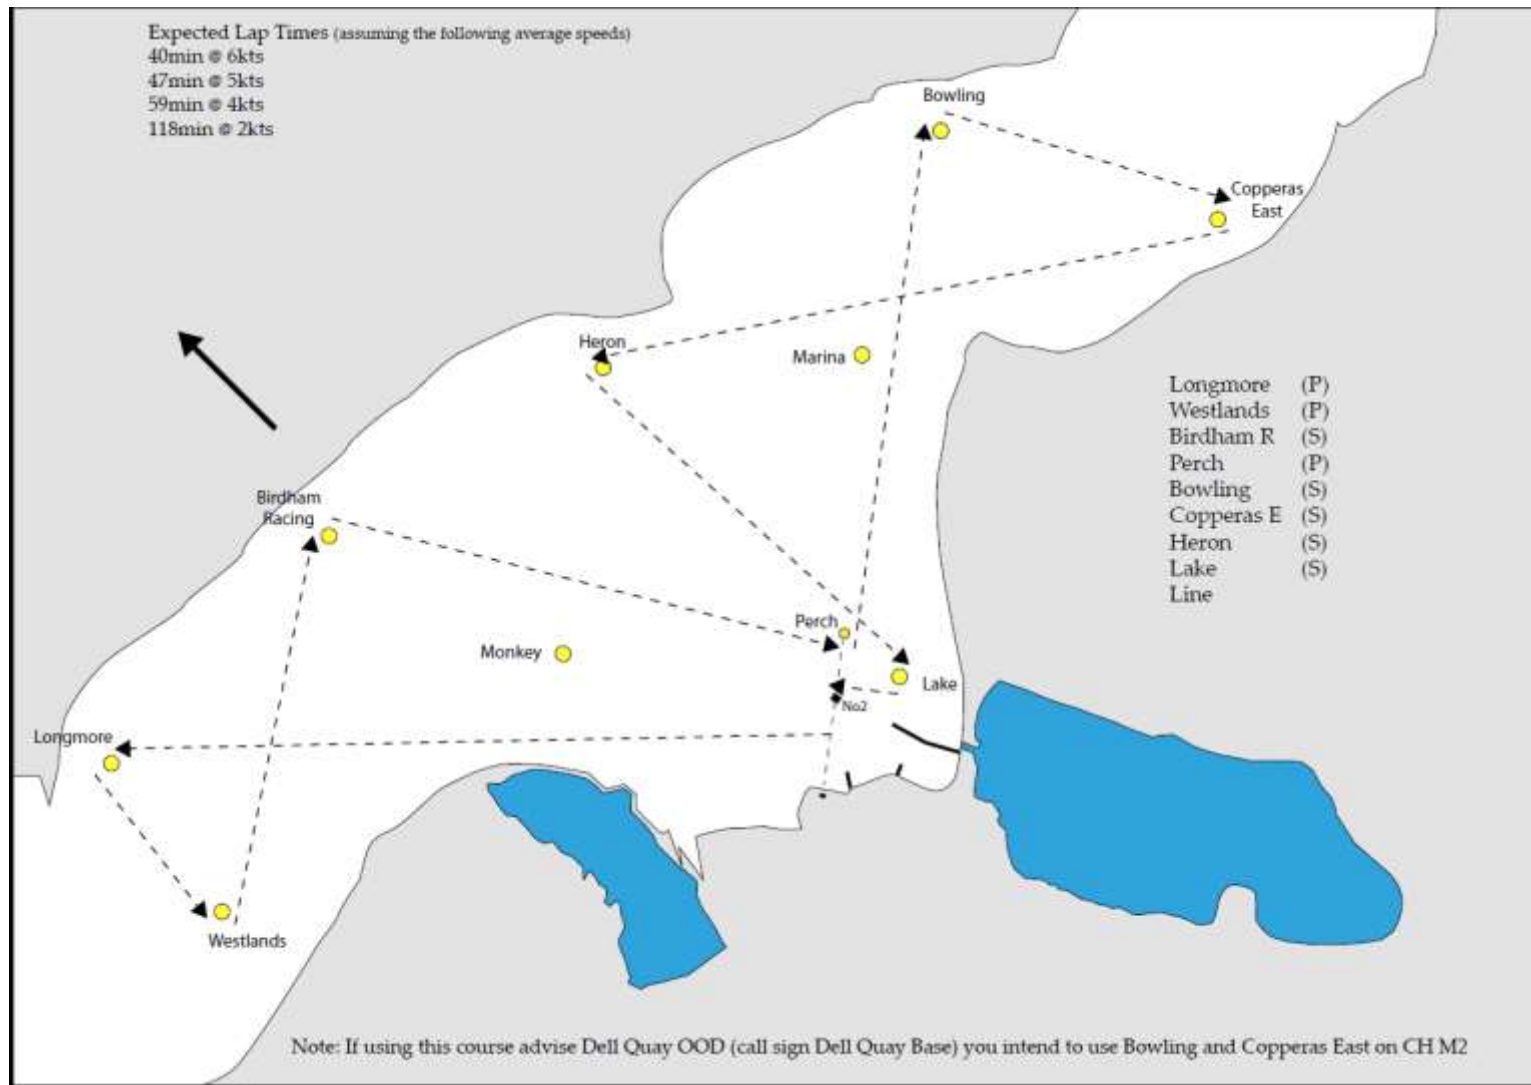 Expected Lap Times (assuming the following average speeds)
40min @ 6kts
47min @ 5kts
59min @ 4kts
118min @ 2kts
Bowling
Copperas
East
Heron
Marina
Longmore (P)
Westlands (P)
Birdham R (S)
Perch (P)
Bowling (S)
Copperas E (S)
Heron (S)
Lake (S)
Line
Birdham
Racing
Perch
Monkey
Lake
No2
Longmore
Westlands
Note: If using this course advise Dell Quay OOD (call sign Dell Quay Base) you intend to use Bowling and Copperas East on CH M2